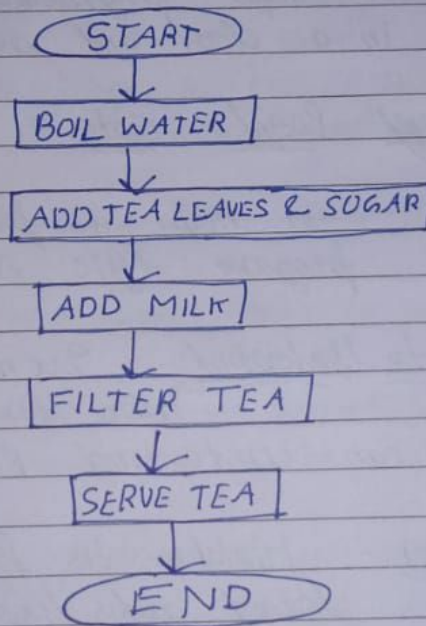 START
BOIL WATER
ADD TEA LEAVES & SUGAR
ADD MILK
FILTER TEA
SERVE TEA
END